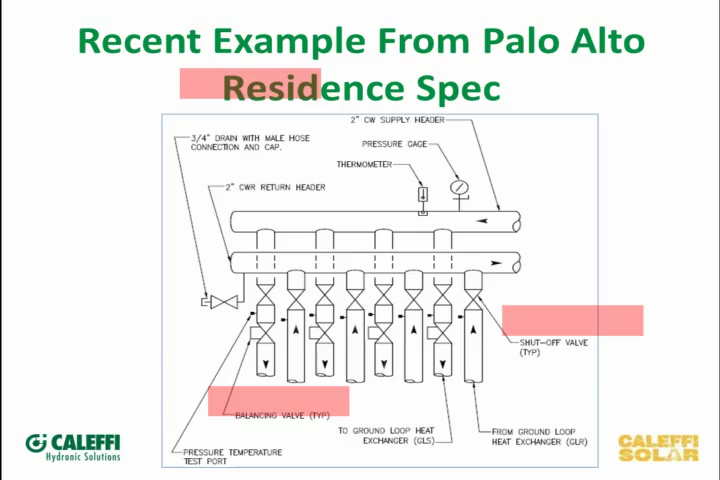 Recent Example From Palo Alto
Residence Spec
2" CW SUPPLY HEADER
3/4" DRAIN WITH MALE HOSE
CONNECTION AND CAP.
PRESSURE GAGE
THERMOMETER
2" CWR RETURN HEADER
SHUT-OFF VALVE
(TYP)
BALANCING VALVE (TYP)
TO GROUND LOOP HEAT
EXCHANGER (GLS)
FROM GROUND LOOP
HEAT EXCHANGER (GLR)
PRESSURE TEMPERATURE
TEST PORT
CALEFFI
Hydronic Solutions
CALEFFI
SOLAR